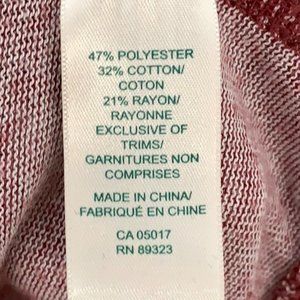 47% POLYESTER
32% COTTON/
COTON
21% RAYON/
RAYONNE
EXCLUSIVE OF
TRIMS/
GARNITURES NON
COMPRISES
MADE IN CHINA/
FABRIQUÉ EN CHINE
CA 05017
RN 89323